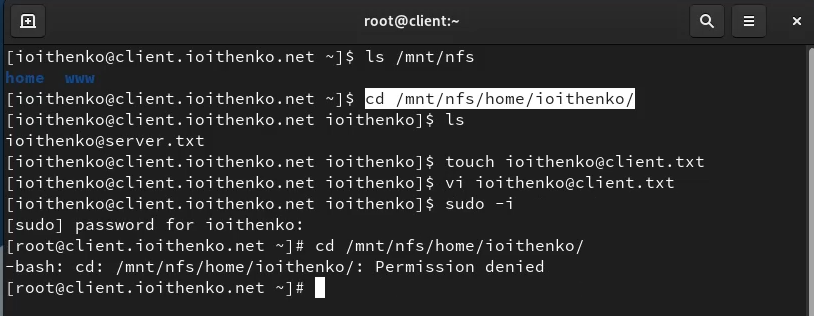 root@client:~
[ioithenko@client.ioithenko.net ~]$ ls /mnt/nfs
home  www
[ioithenko@client.ioithenko.net ~]$ cd /mnt/nfs/home/ioithenko/
[ioithenko@client.ioithenko.net ioithenko]$ ls
ioithenko@server.txt
[ioithenko@client.ioithenko.net ioithenko]$ touch ioithenko@client.txt
[ioithenko@client.ioithenko.net ioithenko]$ vi ioithenko@client.txt
[ioithenko@client.ioithenko.net ioithenko]$ sudo -i
[sudo] password for ioithenko:
[root@client.ioithenko.net ~]# cd /mnt/nfs/home/ioithenko/
-bash: cd: /mnt/nfs/home/ioithenko/: Permission denied
[root@client.ioithenko.net ~]#